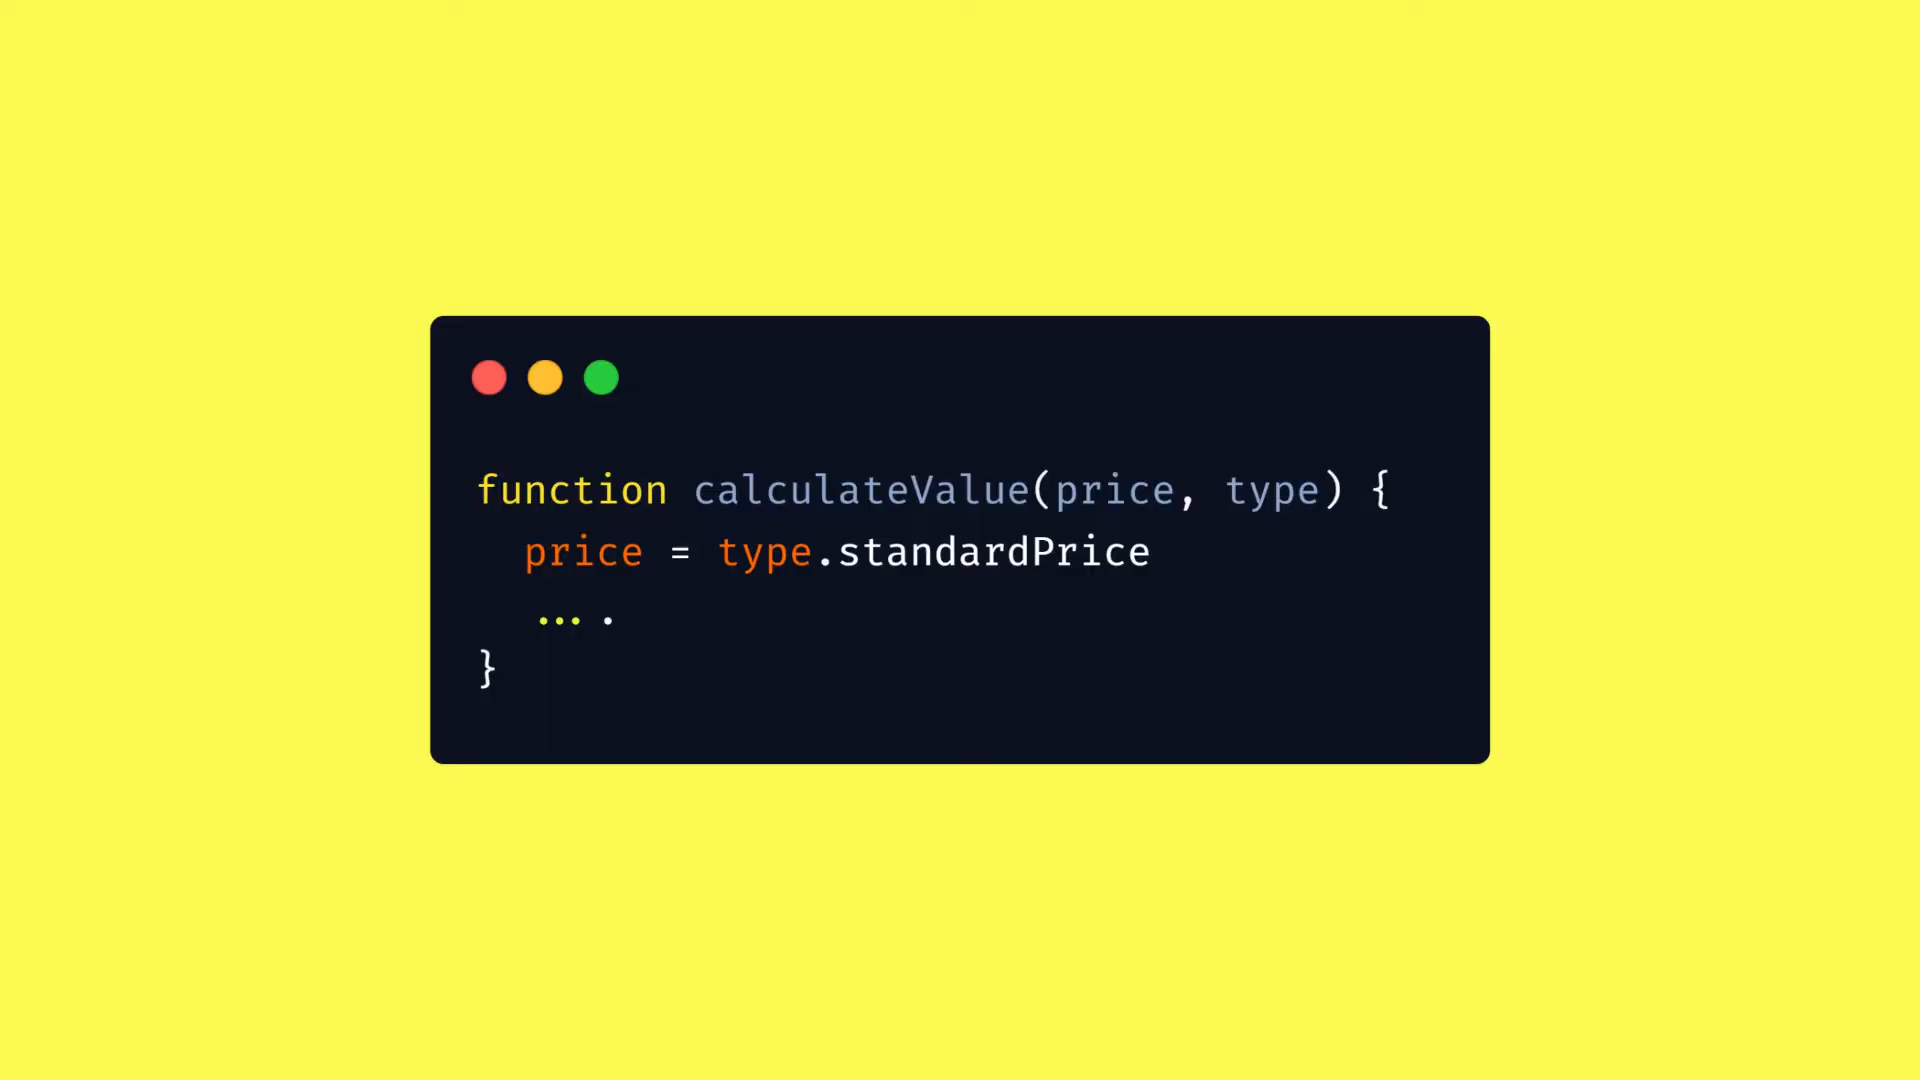 function calculateValue(price, type) {
price = type.standardPrice
... .
}